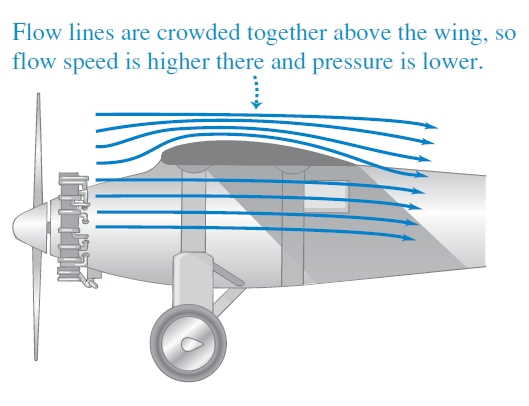 Flow lines are crowded together above the wing, so
flow speed is higher there and pressure is lower.